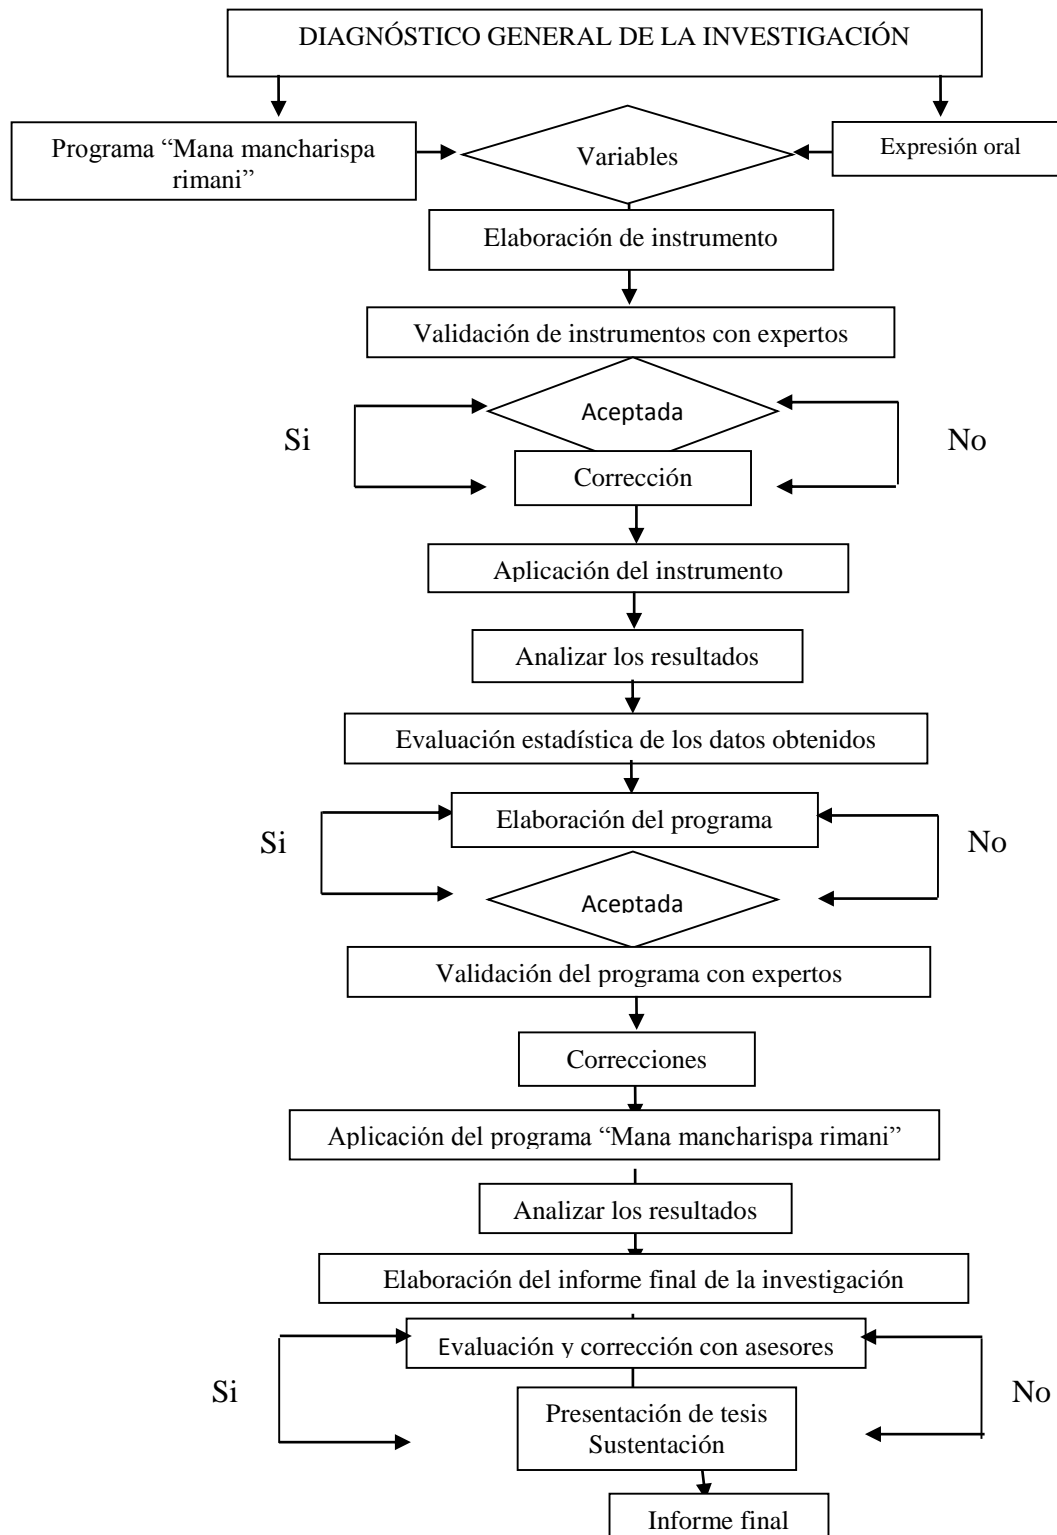 DIAGNÓSTICO GENERAL DE LA INVESTIGACIÓN
Programa “Mana mancharispa
rimani”
Variables
Expresión oral
Elaboración de instrumento
Validación de instrumentos con expertos
Aceptada
Si
No
Corrección
Aplicación del instrumento
Analizar los resultados
Evaluación estadística de los datos obtenidos
Elaboración del programa
Si
No
Aceptada
Validación del programa con expertos
Correcciones
Aplicación del programa “Mana mancharispa rimani”
Analizar los resultados
Elaboración del informe final de la investigación
Evaluación y corrección con asesores
Si
No
Presentación de tesis
Sustentación
Informe final